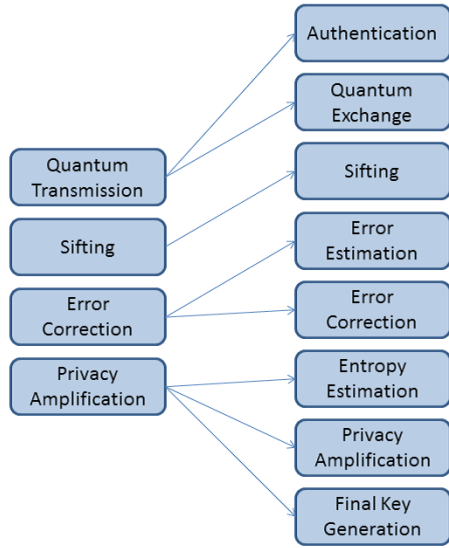 Quantum
Transmission
Sifting
Error
Correction
Privacy
Amplification
Authentication
Quantum
Exchange
Sifting
Error
Estimation
Error
Correction
Entropy
Estimation
Privacy
Amplification
Final Key
Generation